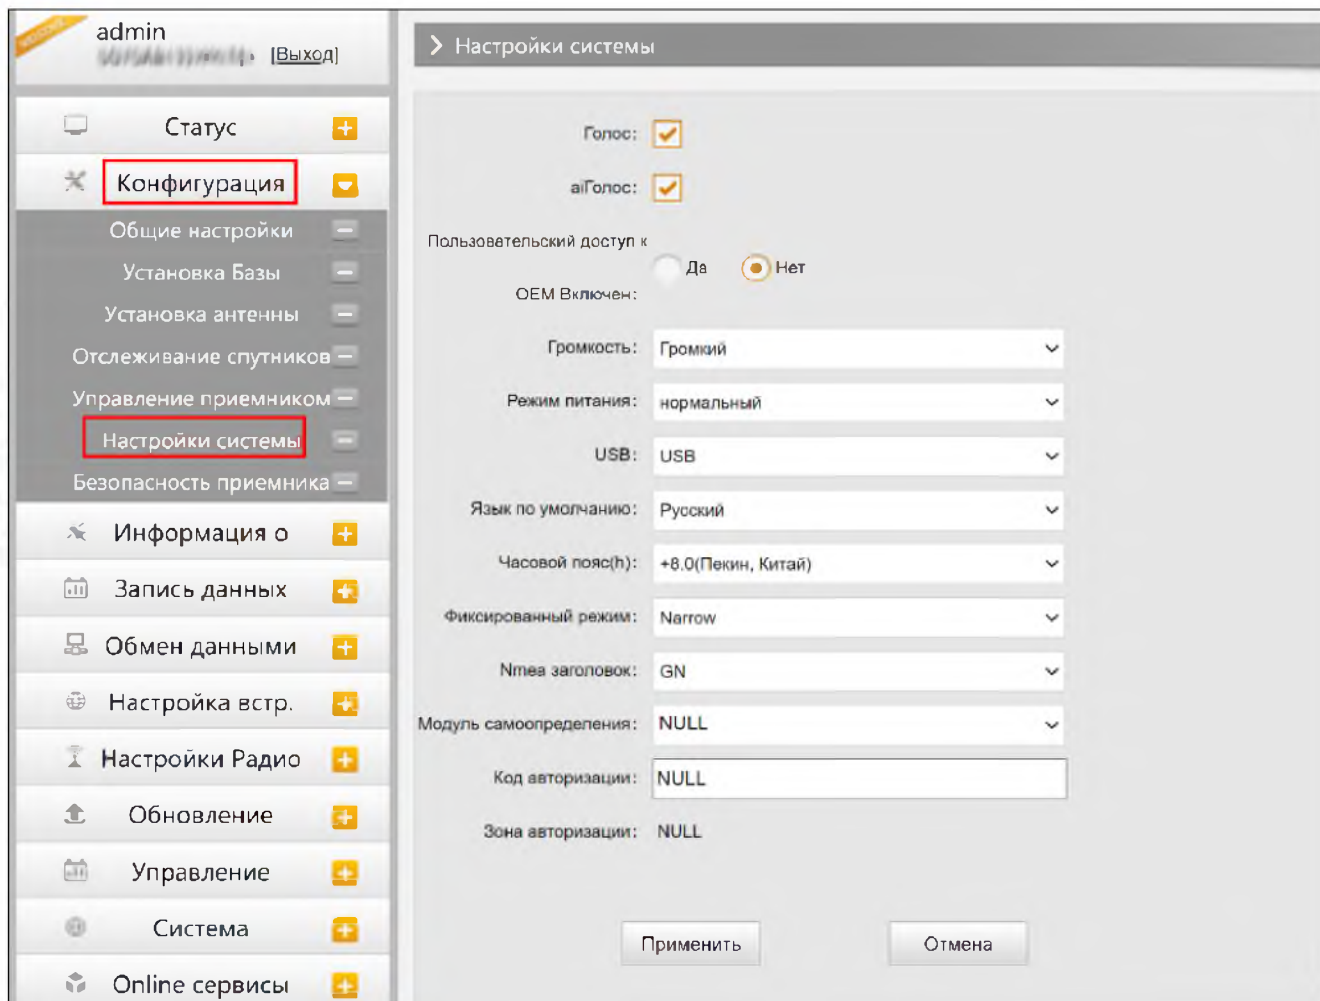 admin
[Выход]
Статус
Конфигурация
Общие настройки
Установка Базы
Установка антенны
Отслеживание спутников
Управление приемником
Настройки системы
Безопасность приемника
Информация о
Запись данных
Обмен данными
Настройка встр.
Настройки Радио
Обновление
Управление
Система
Online сервисы
Настройки системы
Голос:
aiГолос:
Пользовательский доступ к
Да Нет
OEM Включен:
Громкость: Громкий
Режим питания: нормальный
USB: USB
Язык по умолчанию: Русский
Часовой пояс(h): +8.0(Пекин, Китай)
Фиксированный режим: Narrow
Nmea заголовок: GN
Модуль самоопределения: NULL
Код авторизации: NULL
Зона авторизации: NULL
Применить Отмена